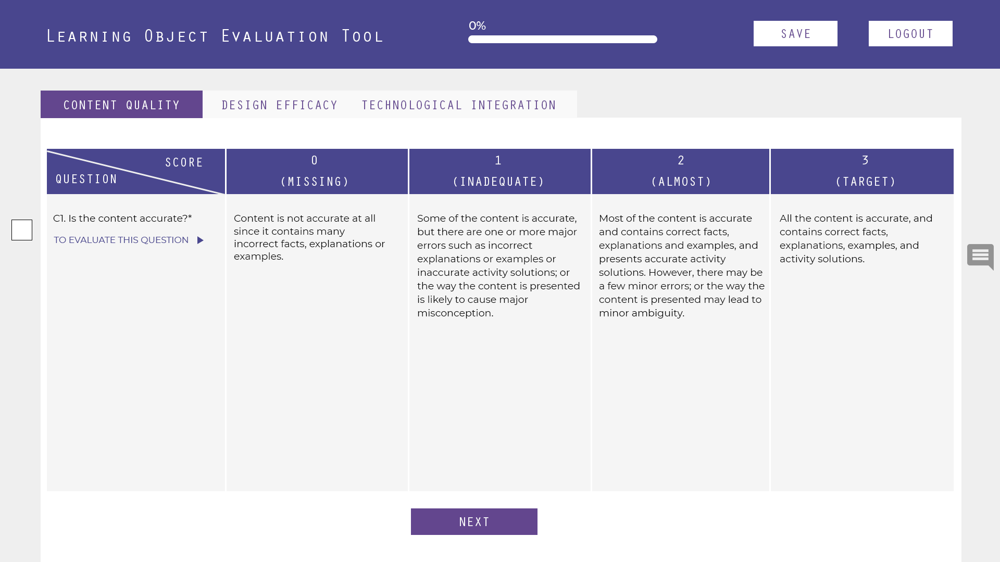 Learning Object Evaluation Tool
0%
SAVE
LOGOUT
CONTENT QUALITY
DESIGN EFFICACY
TECHNOLOGICAL INTEGRATION
SCORE
QUESTION
0
(MISSING)
1
(INADEQUATE)
2
(ALMOST)
3
(TARGET)
C1. Is the content accurate?*
TO EVALUATE THIS QUESTION
Content is not accurate at all
since it contains many
incorrect facts, explanations or
examples.
Some of the content is accurate,
but there are one or more major
errors such as incorrect
explanations or examples or
inaccurate activity solutions; or
the way the content is presented
is likely to cause major
misconception.
Most of the content is accurate
and contains correct facts,
explanations and examples, and
presents accurate activity
solutions. However, there may be
a few minor errors; or the way the
content is presented may lead to
minor ambiguity.
All the content is accurate, and
contains correct facts,
explanations, examples, and
activity solutions.
NEXT